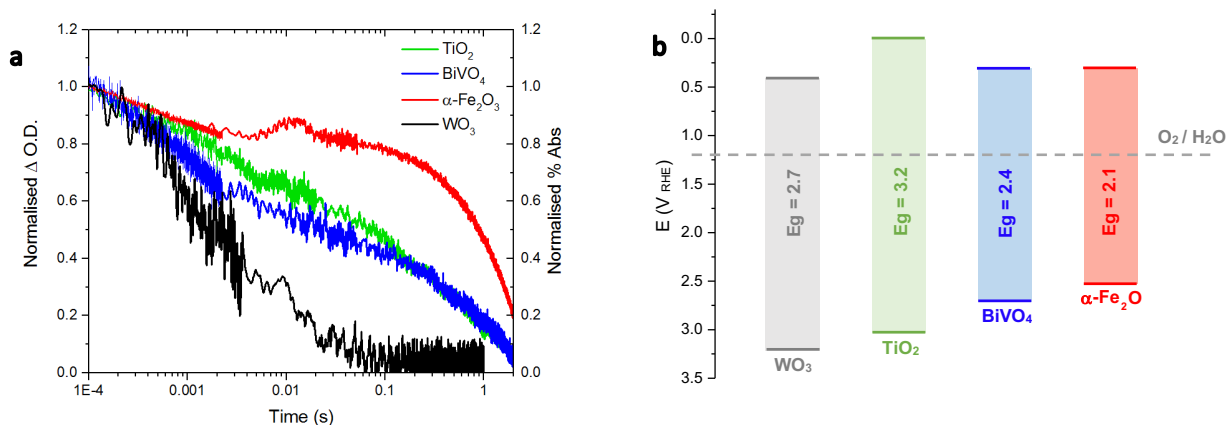 a
1.2
1.0
0.8
0.6
0.4
0.2
0.0
Normalised Δ O.D.
1E-4
0.001
0.01
0.1
1
Time (s)
1.2
1.0
0.8
0.6
0.4
0.2
0.0
Normalised % Abs
TiO₂
BiVO₄
α-Fe₂O₃
WO₃
b
0.0
0.5
1.0
1.5
2.0
2.5
3.0
3.5
E (V RHE)
O₂ / H₂O
Eg = 2.7
Eg = 3.2
Eg = 2.4
Eg = 2.1
WO₃
TiO₂
BiVO₄
α-Fe₂O